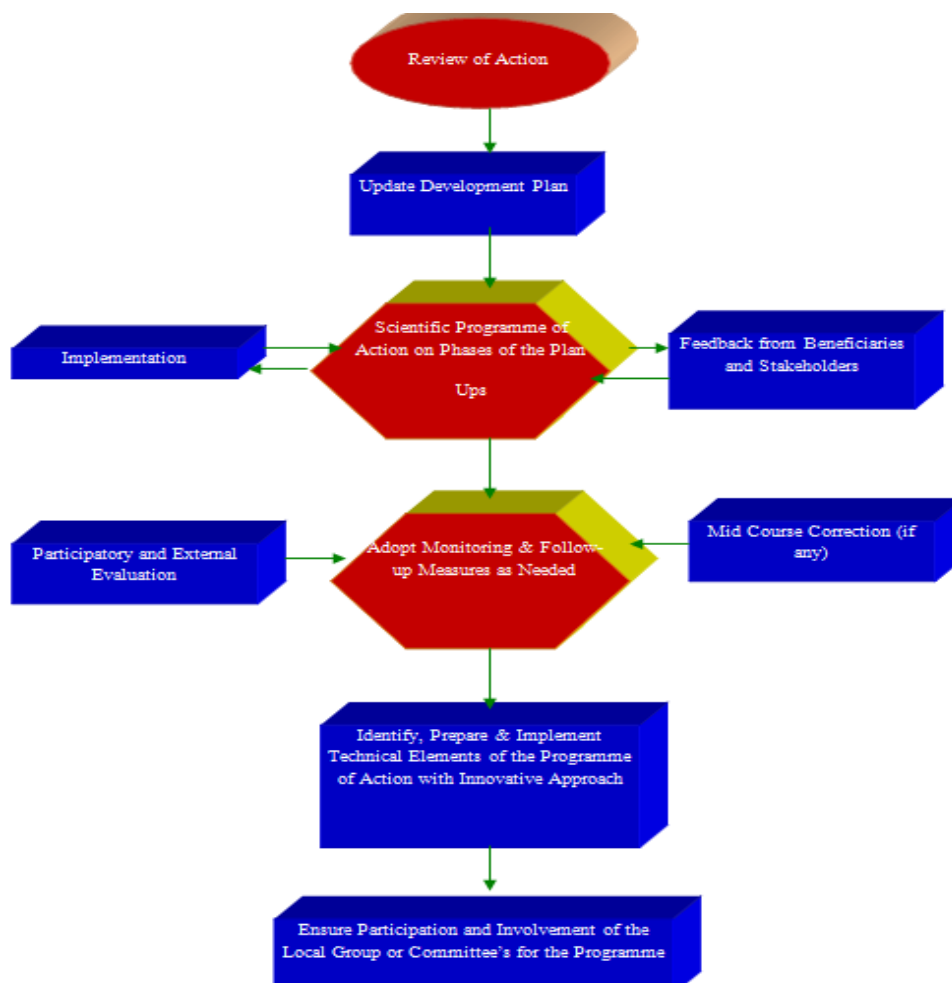 Review of Action
Update Development Plan
Scientific Programme of
Action on Phases of the Plan
Ups
Implementation
Feedback from Beneficiaries
and Stakeholders
Adopt Monitoring & Follow-
up Measures as Needed
Participatory and External
Evaluation
Mid Course Correction (if
any)
Identify, Prepare & Implement
Technical Elements of the Programme
of Action with Innovative Approach
Ensure Participation and Involvement of the
Local Group or Committee's for the Programme